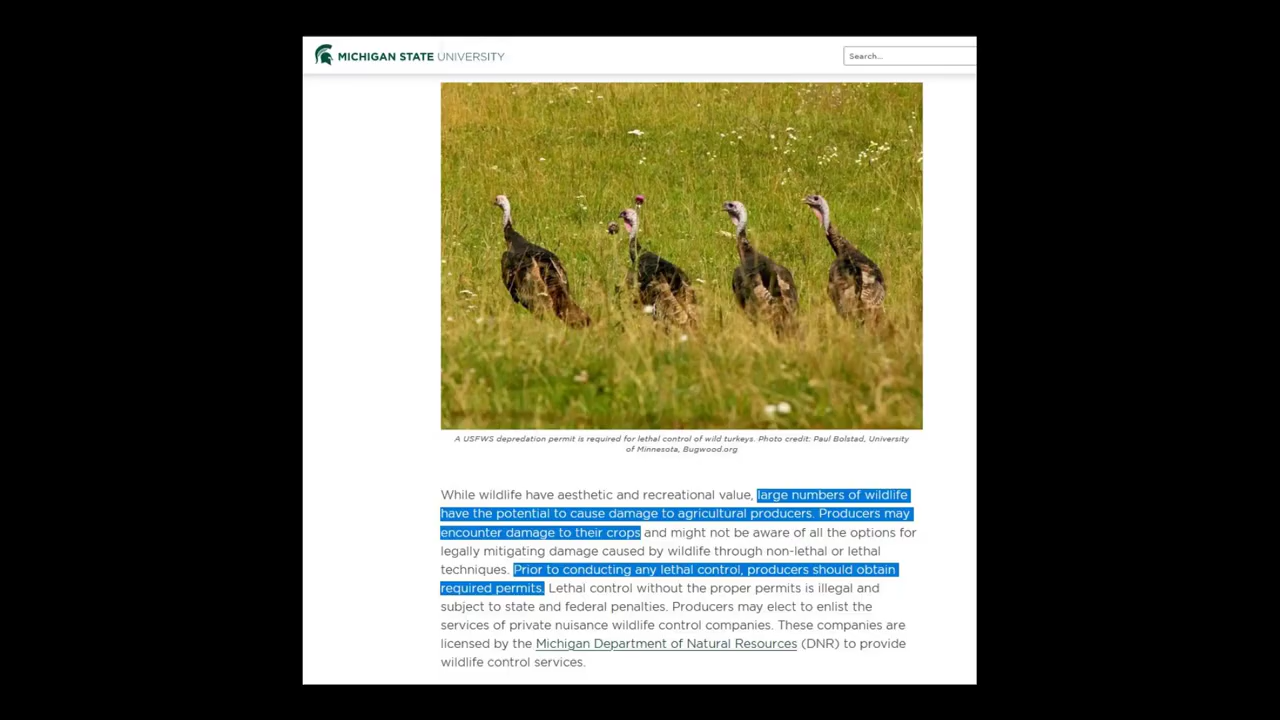 MICHIGAN STATE UNIVERSITY
Search...
A USFWS depredation permit is required for lethal control of wild turkeys. Photo credit: Paul Bolstad, University
of Minnesota, Bugwood.org
While wildlife have aesthetic and recreational value, large numbers of wildlife
have the potential to cause damage to agricultural producers. Producers may
encounter damage to their crops and might not be aware of all the options for
legally mitigating damage caused by wildlife through non-lethal or lethal
techniques. Prior to conducting any lethal control, producers should obtain
required permits. Lethal control without the proper permits is illegal and
subject to state and federal penalties. Producers may elect to enlist the
services of private nuisance wildlife control companies. These companies are
licensed by the Michigan Department of Natural Resources (DNR) to provide
wildlife control services.